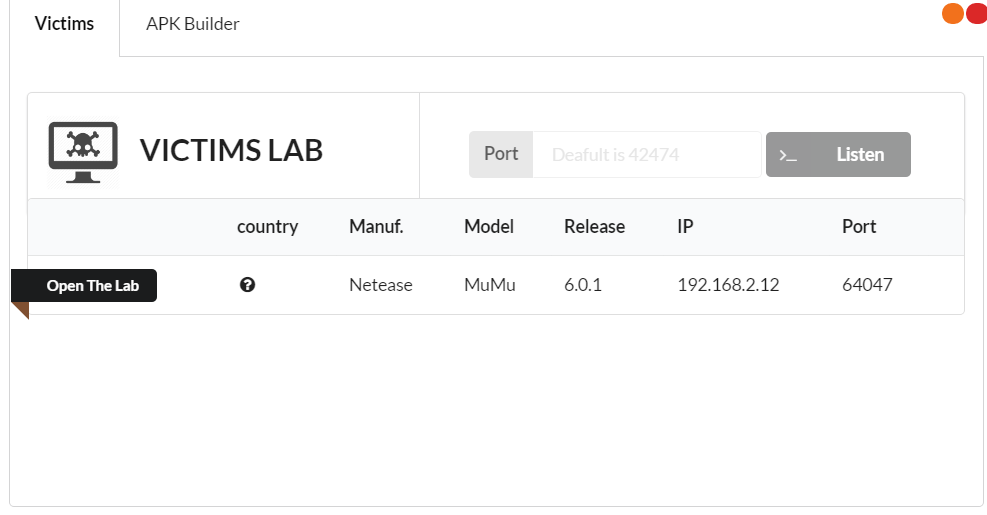 Victims APK Builder
VICTIMS LAB
Port Deafult is 42474 >_ Listen
country Manuf. Model Release IP Port
Open The Lab ? Netease MuMu 6.0.1 192.168.2.12 64047